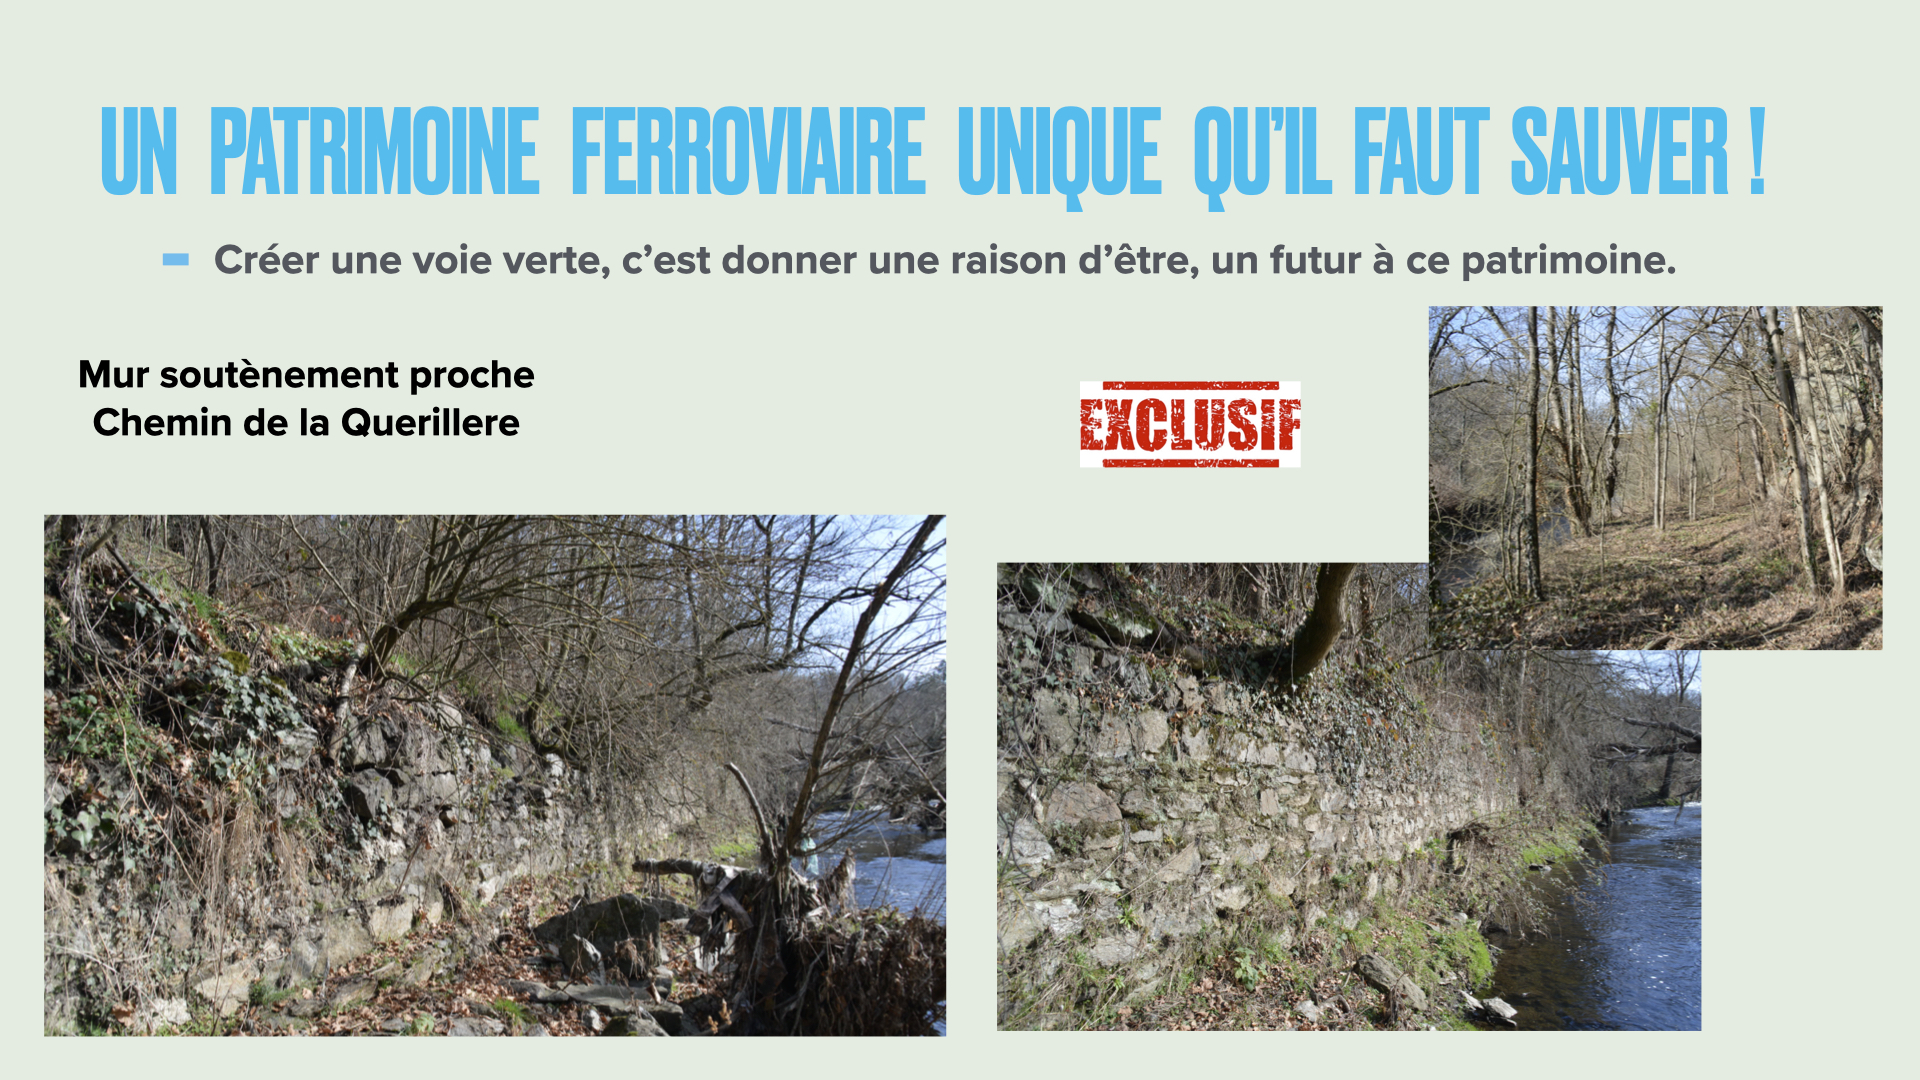 UN PATRIMOINE FERROVIAIRE UNIQUE QU’IL FAUT SAUVER !
Créer une voie verte, c’est donner une raison d’être, un futur à ce patrimoine.
Mur soutènement proche
Chemin de la Querillere
EXCLUSIF